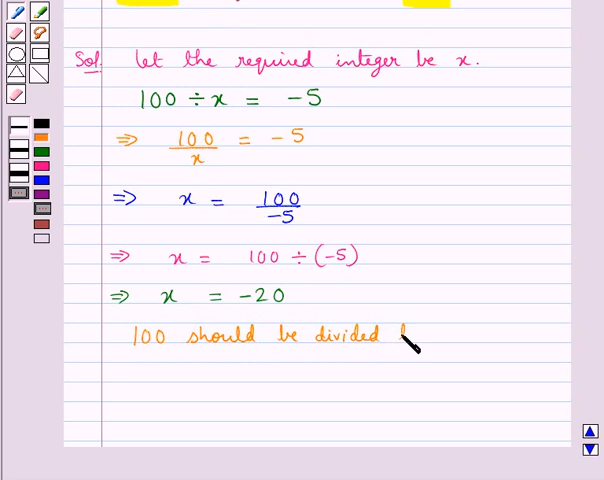 Sol. Let the required integer be x.
100 ÷ x = -5
⇒ 100/x = -5
⇒ x = 100/-5
⇒ x = 100 ÷ (-5)
⇒ x = -20
100 should be divided